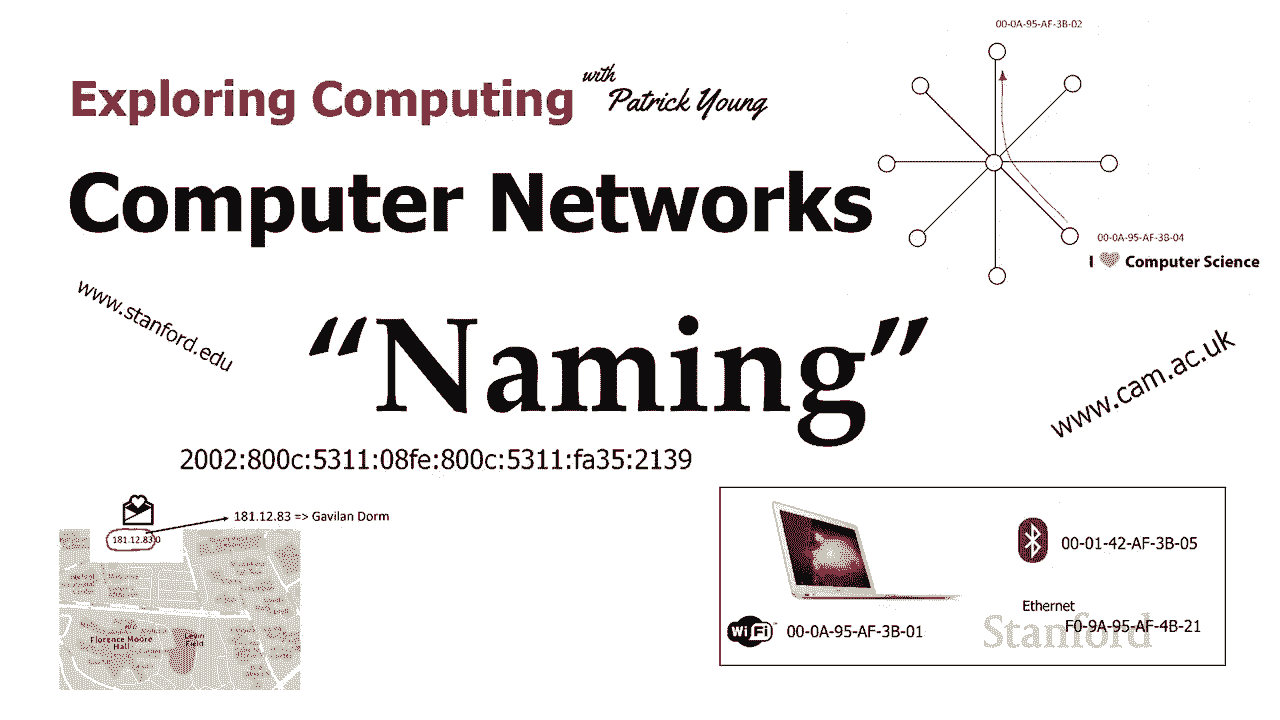 00-0A-95-AF-3B-02
Exploring Computing with Patrick Young
Computer Networks
00-0A-95-AF-3B-04
I Computer Science
www.stanford.edu
“Naming”
www.cam.ac.uk
2002:800c:5311:08fe:800c:5311:fa35:2139
181.12.83 => Gavilan Dorm
181.12.83.0
Florence Moore
Hall
Field
00-01-42-AF-3B-05
Ethernet
F0-9A-95-AF-4B-21
Stanford
WiFi
00-0A-95-AF-3B-01